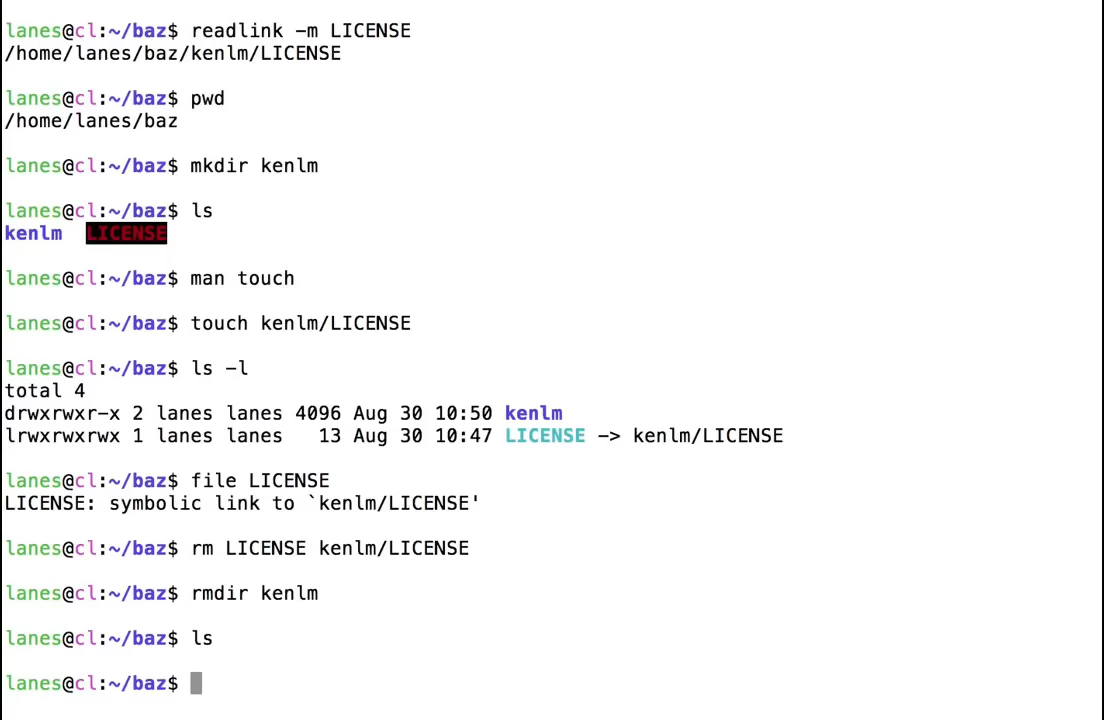 lanes@cl:~/baz$ readlink -m LICENSE
/home/lanes/baz/kenlm/LICENSE
lanes@cl:~/baz$ pwd
/home/lanes/baz
lanes@cl:~/baz$ mkdir kenlm
lanes@cl:~/baz$ ls
kenlm  LICENSE
lanes@cl:~/baz$ man touch
lanes@cl:~/baz$ touch kenlm/LICENSE
lanes@cl:~/baz$ ls -l
total 4
drwxrwxr-x 2 lanes lanes 4096 Aug 30 10:50 kenlm
lrwxrwxrwx 1 lanes lanes   13 Aug 30 10:47 LICENSE -> kenlm/LICENSE
lanes@cl:~/baz$ file LICENSE
LICENSE: symbolic link to `kenlm/LICENSE'
lanes@cl:~/baz$ rm LICENSE kenlm/LICENSE
lanes@cl:~/baz$ rmdir kenlm
lanes@cl:~/baz$ ls
lanes@cl:~/baz$